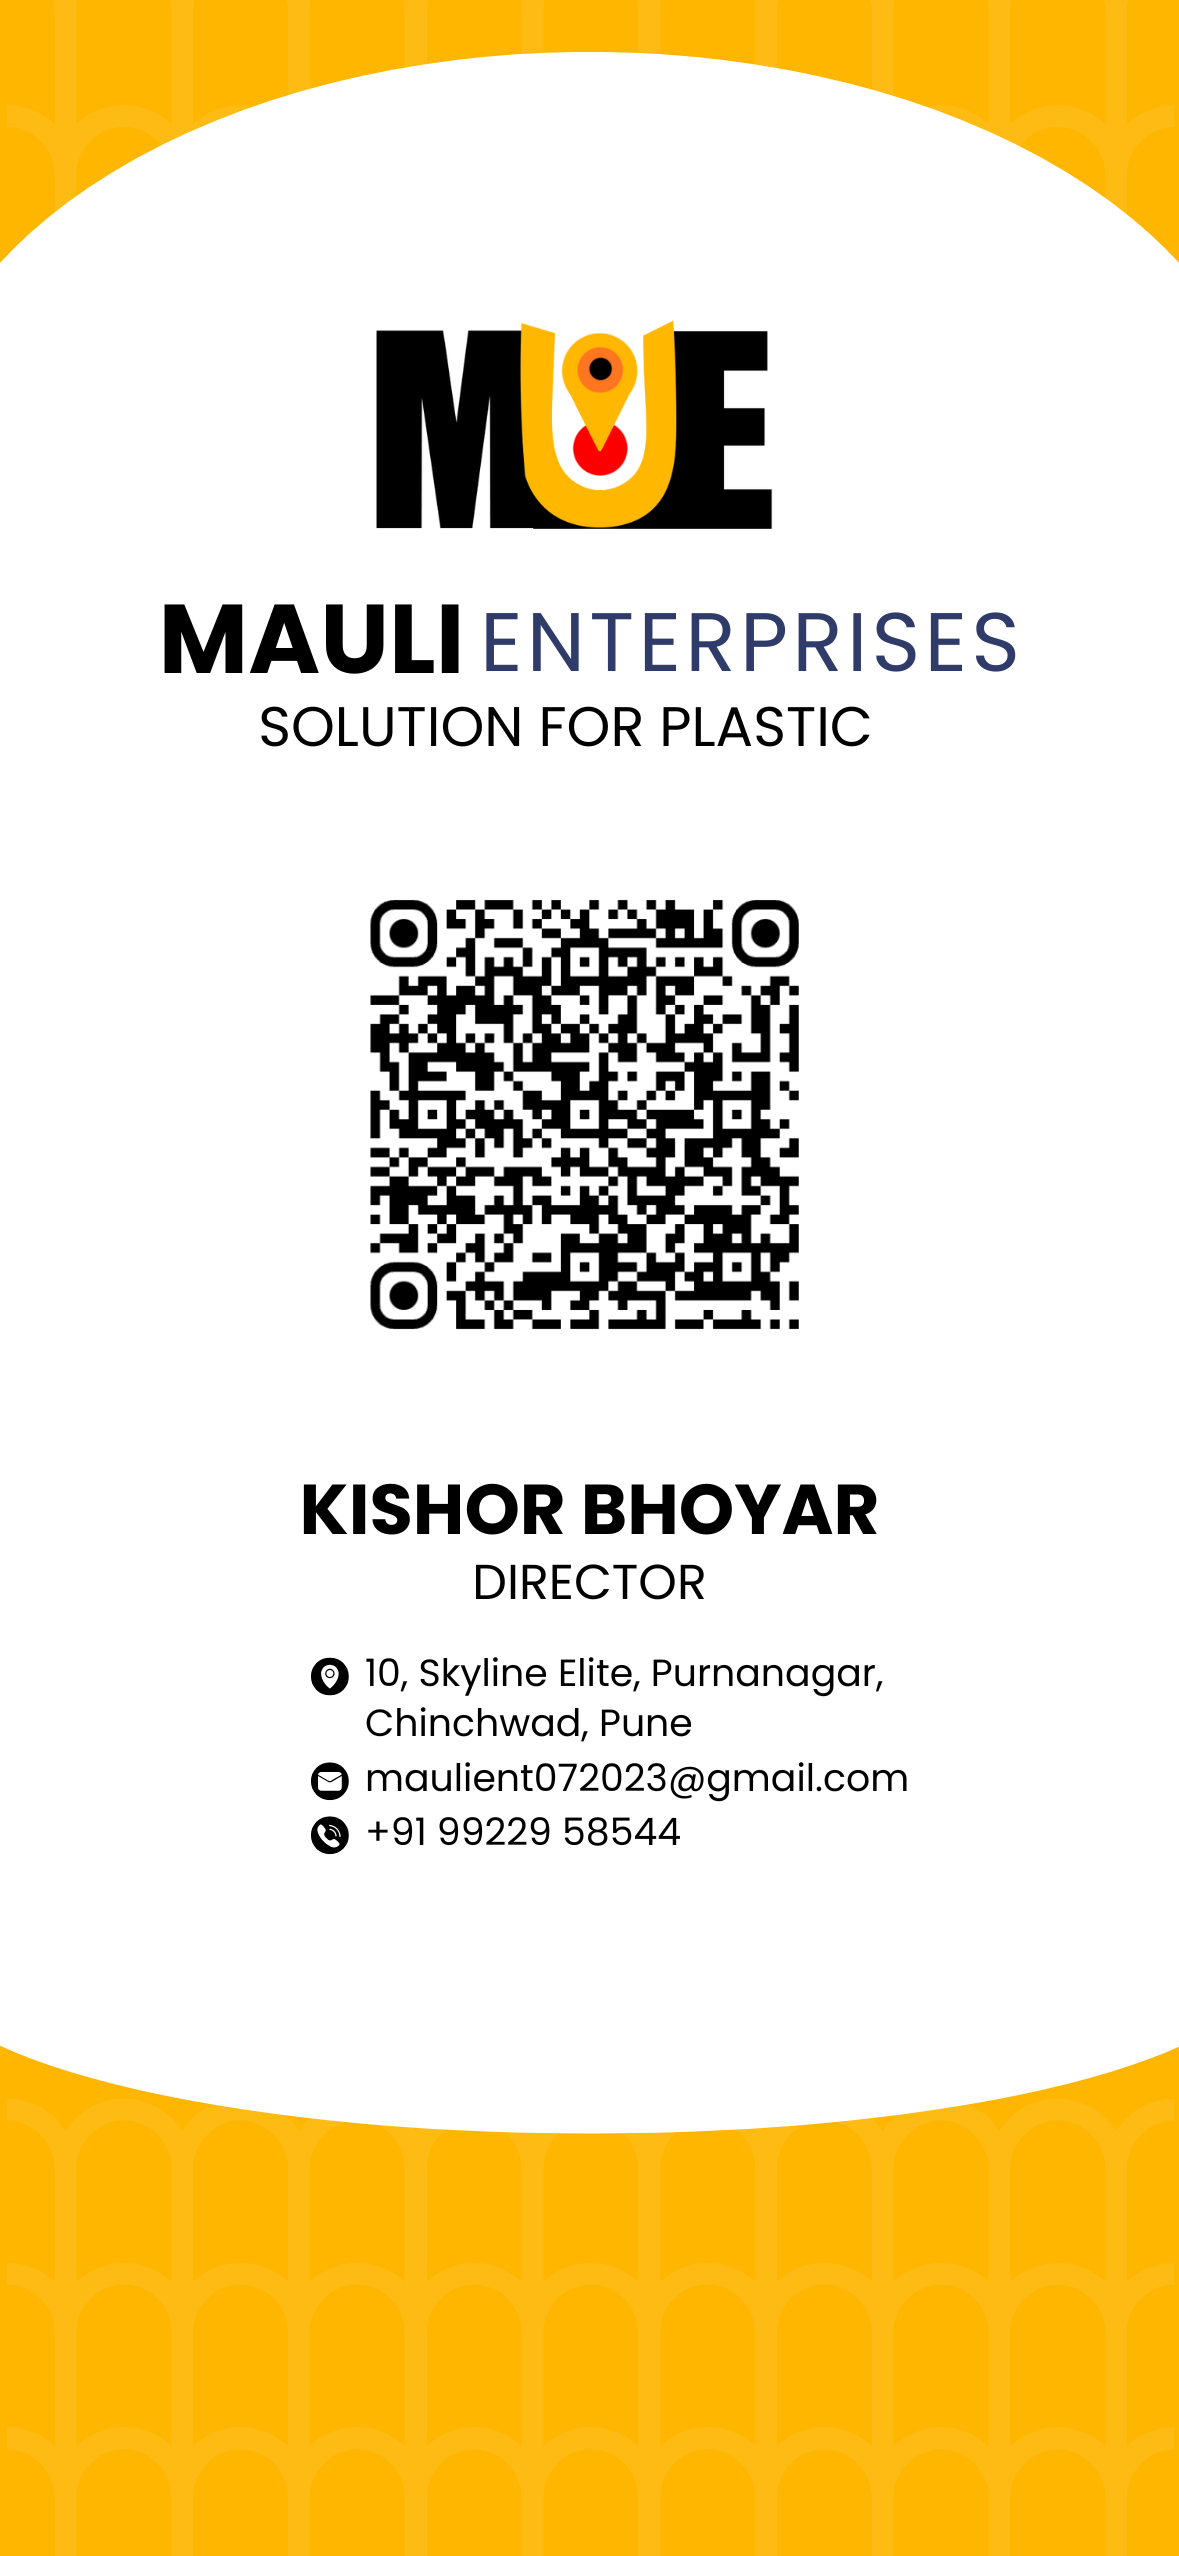 MUE
MAULI ENTERPRISES
SOLUTION FOR PLASTIC
KISHOR BHOYAR
DIRECTOR
10, Skyline Elite, Purnanagar,
Chinchwad, Pune
maulient072023@gmail.com
+91 99229 58544